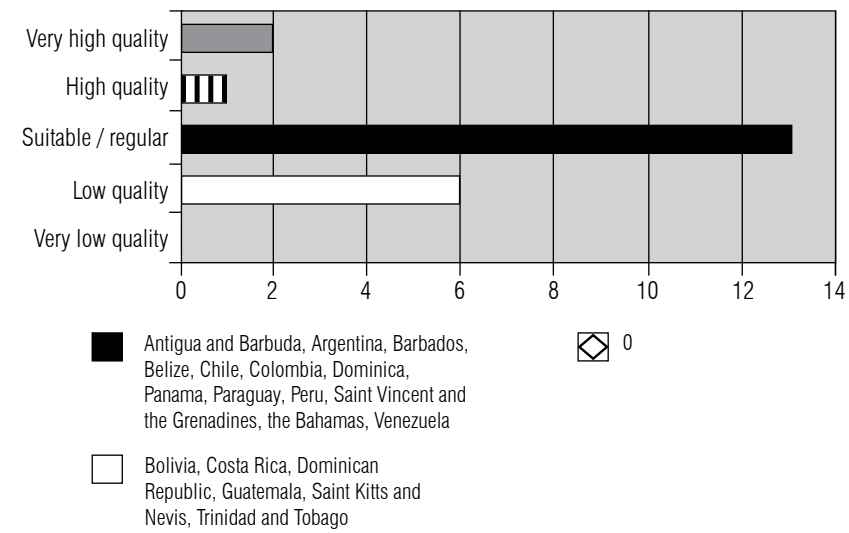 Very high quality
High quality
Suitable / regular
Low quality
Very low quality
0 2 4 6 8 10 12 14
Antigua and Barbuda, Argentina, Barbados,
Belize, Chile, Colombia, Dominica,
Panama, Paraguay, Peru, Saint Vincent and
the Grenadines, the Bahamas, Venezuela
0
Bolivia, Costa Rica, Dominican
Republic, Guatemala, Saint Kitts and
Nevis, Trinidad and Tobago